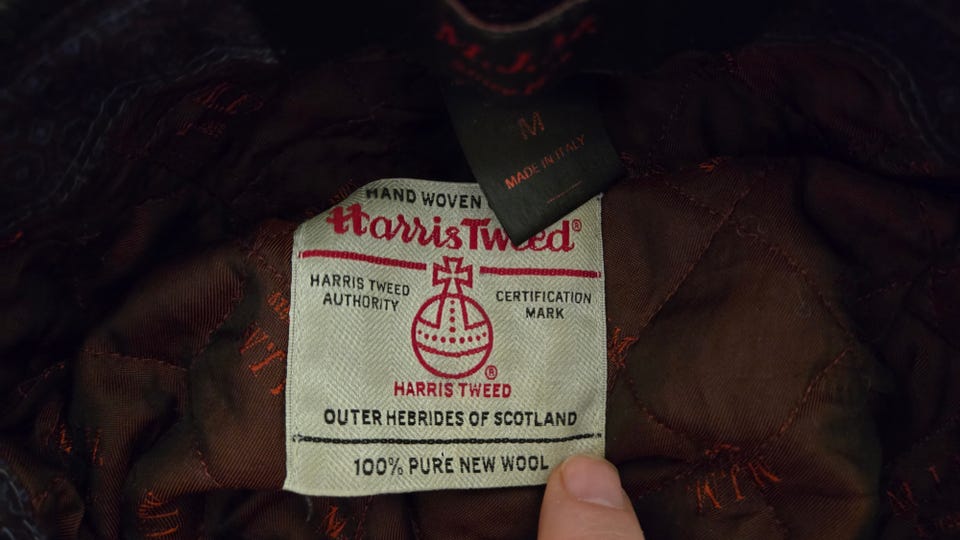 M
MADE IN ITALY
HAND WOVEN
Harris Tweed®
HARRIS TWEED
AUTHORITY
CERTIFICATION
MARK
®
HARRIS TWEED
OUTER HEBRIDES OF SCOTLAND
100% PURE NEW WOOL